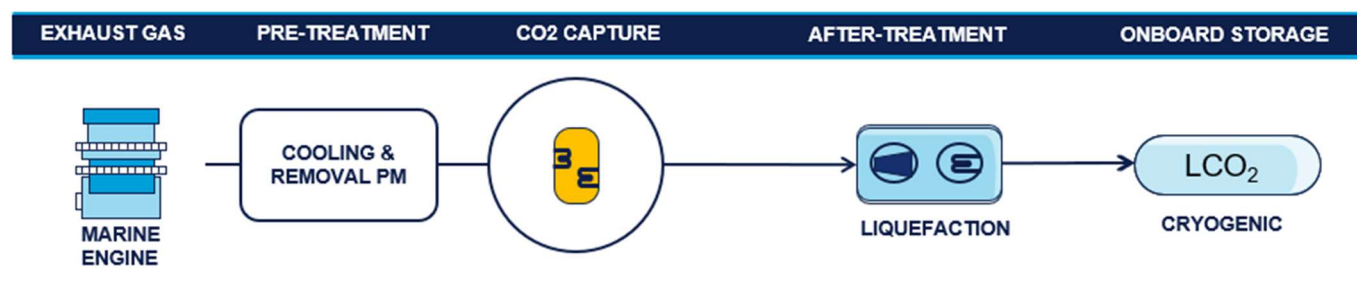 EXHAUST GAS
PRE-TREATMENT
CO2 CAPTURE
AFTER-TREATMENT
ONBOARD STORAGE
COOLING &
REMOVAL PM
LCO₂
MARINE
ENGINE
LIQUEFACTION
CRYOGENIC